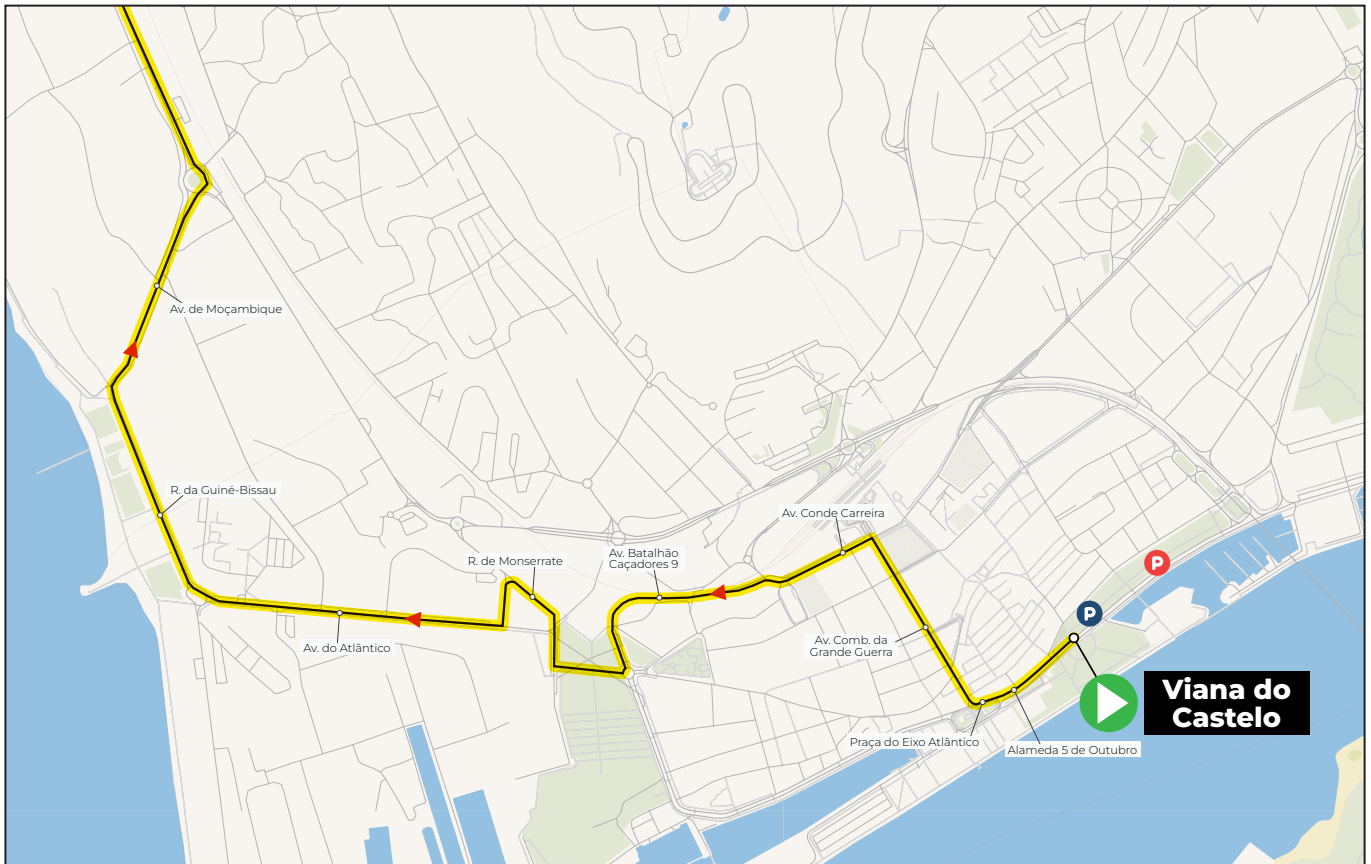 Av. de Moçambique
R. da Guiné-Bissau
Av. Conde Carreira
Av. Batalhão
Caçadores 9
R. de Monserrate
P
P
Av. Comb. da
Grande Guerra
Av. do Atlântico
Viana do
Castelo
Praça do Eixo Atlântico
Alameda 5 de Outubro